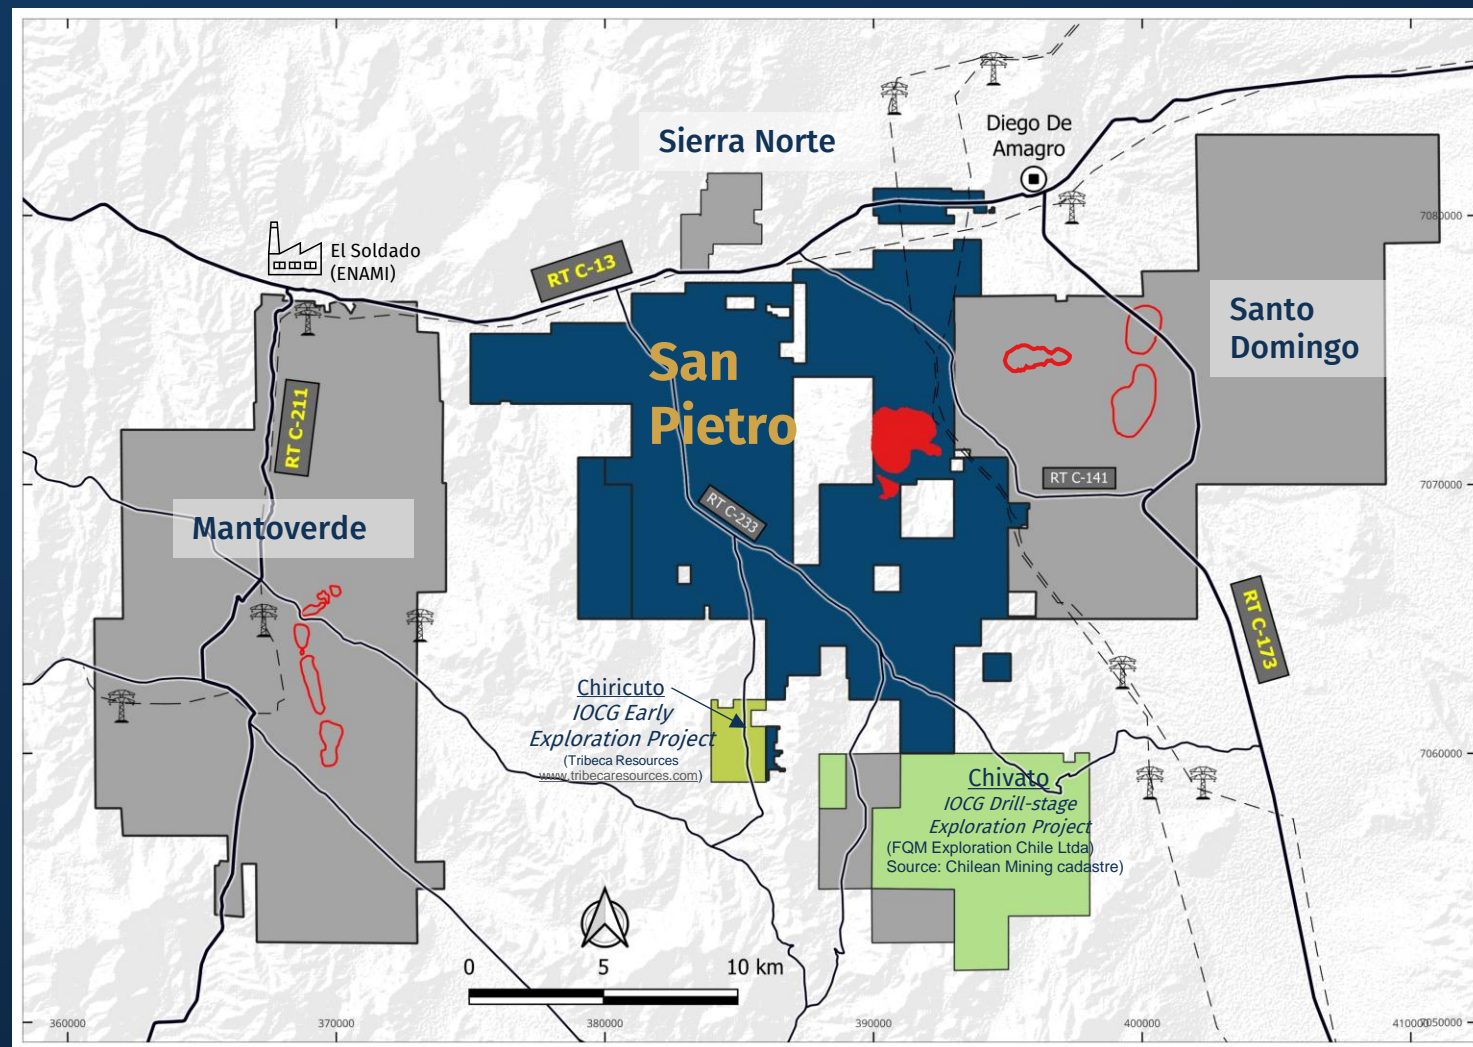 Sierra Norte
Diego De
Amagro
7080000
El Soldado
(ENAMI)
RT C-13
Santo
Domingo
San
Pietro
RT C-211
RT C-141
7070000
RT C-233
Mantoverde
RT C-173
Chiricuto
IOCG Early
Exploration Project
(Tribeca Resources
www.tribecaresources.com)
7060000
Chivato
IOCG Drill-stage
Exploration Project
(FQM Exploration Chile Ltda)
Source: Chilean Mining cadastre)
0 5 10 km
360000 370000 380000 390000 400000 410000
7050000